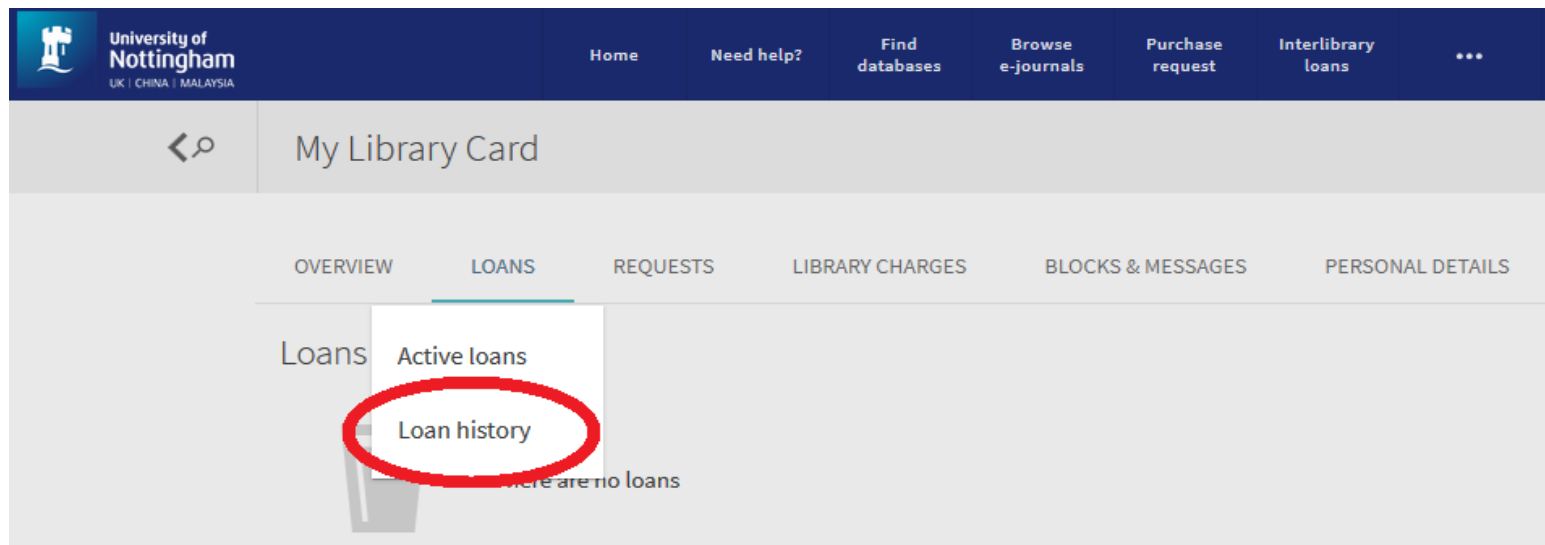 University of
Nottingham
UK | CHINA | MALAYSIA
Home
Need help?
Find
databases
Browse
e-journals
Purchase
request
Interlibrary
loans
•••
My Library Card
OVERVIEW
LOANS
REQUESTS
LIBRARY CHARGES
BLOCKS & MESSAGES
PERSONAL DETAILS
Loans
Active loans
Loan history
are no loans